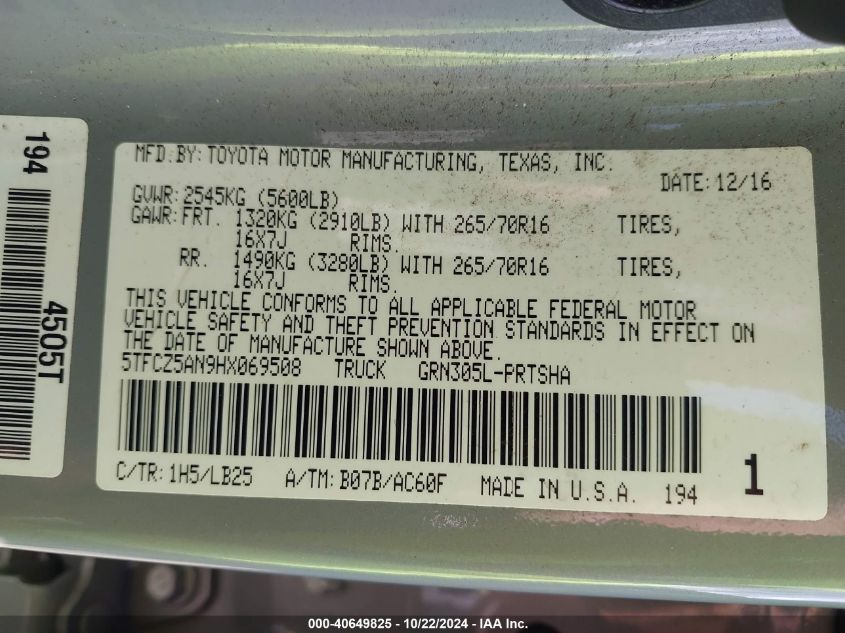 MFD.BY: TOYOTA MOTOR MANUFACTURING, TEXAS, INC.
DATE: 12/16
GVWR: 2545KG (5600LB)
GAWR: FRT. 1320KG (2910LB) WITH 265/70R16 TIRES,
16X7J RIMS.
RR. 1490KG (3280LB) WITH 265/70R16 TIRES,
16X7J RIMS.
THIS VEHICLE CONFORMS TO ALL APPLICABLE FEDERAL MOTOR
VEHICLE SAFETY AND THEFT PREVENTION STANDARDS IN EFFECT ON
THE DATE OF MANUFACTURE SHOWN ABOVE.
5TFCZ5AN9HX069508 TRUCK GRN305L-PRTSHA
C/TR: 1H5/LB25 A/TM: B07B/AC60F MADE IN U.S.A. 194 1
194
4505T
000-40649825 - 10/22/2024 - IAA Inc.